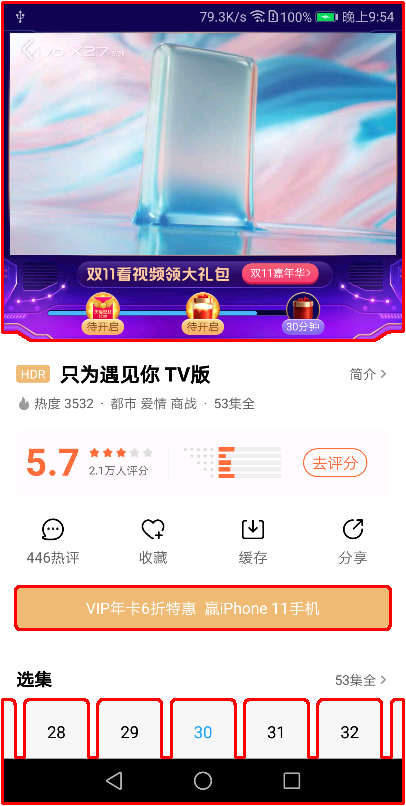 79.3K/s 100% 晚上9:54
vivo X27 系列
双11看视频领大礼包 双11嘉年华>
待开启 待开启 30分钟
HDR 只为遇见你 TV版 简介 >
热度 3532 · 都市 爱情 商战 · 53集全
5.7 2.1万人评分 去评分
446热评 收藏 缓存 分享
VIP年卡6折特惠 赢iPhone 11手机
选集 53集全 >
28 29 30 31 32